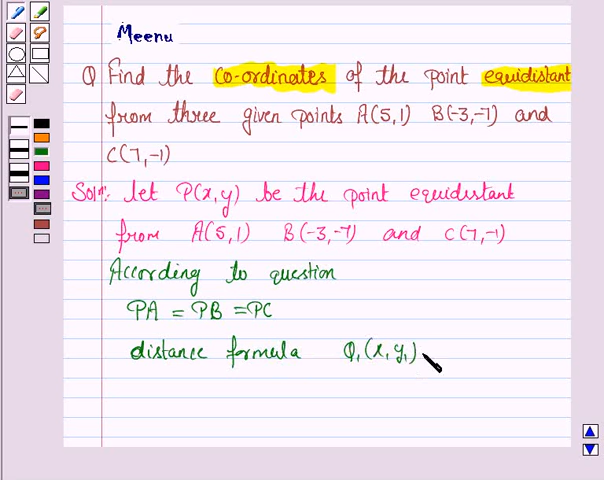 Meenu
Q Find the co-ordinates of the point equidistant
from three given points A(5,1) B(-3,-7) and
C(7,-1)
Solⁿ: let P(x,y) be the point equidistant
from A(5,1) B(-3,-7) and C(7,-1)
According to question
PA = PB = PC
distance formula Q₁(x, y₁)